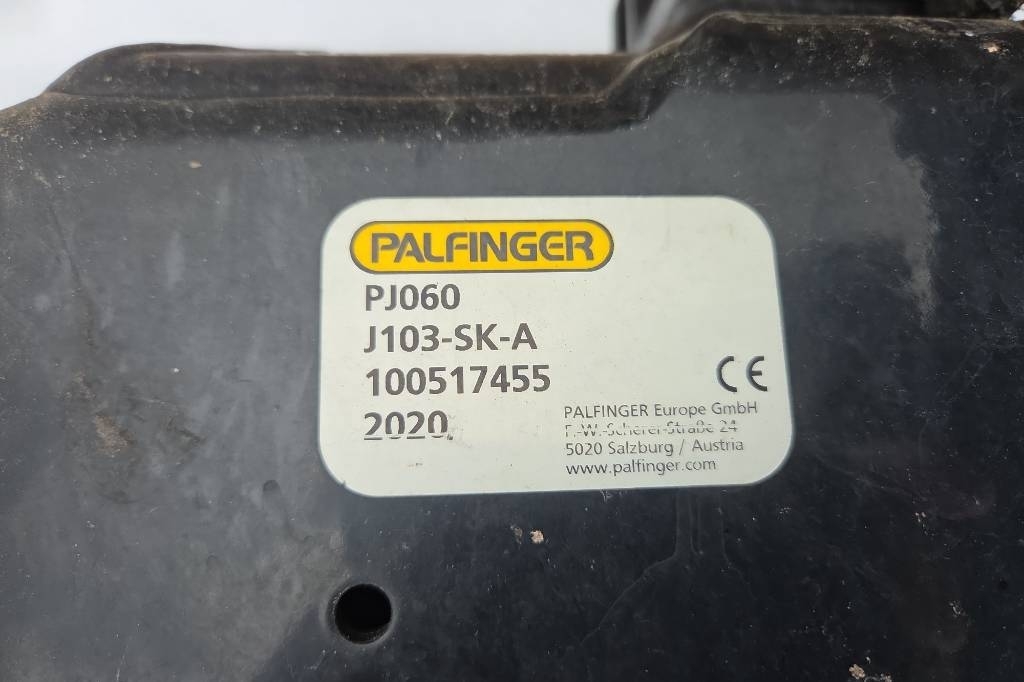 PALFINGER
PJ060
J103-SK-A
100517455
2020
CE
PALFINGER Europe GmbH
F.-W.-Scherer-Straße 24
5020 Salzburg / Austria
www.palfinger.com